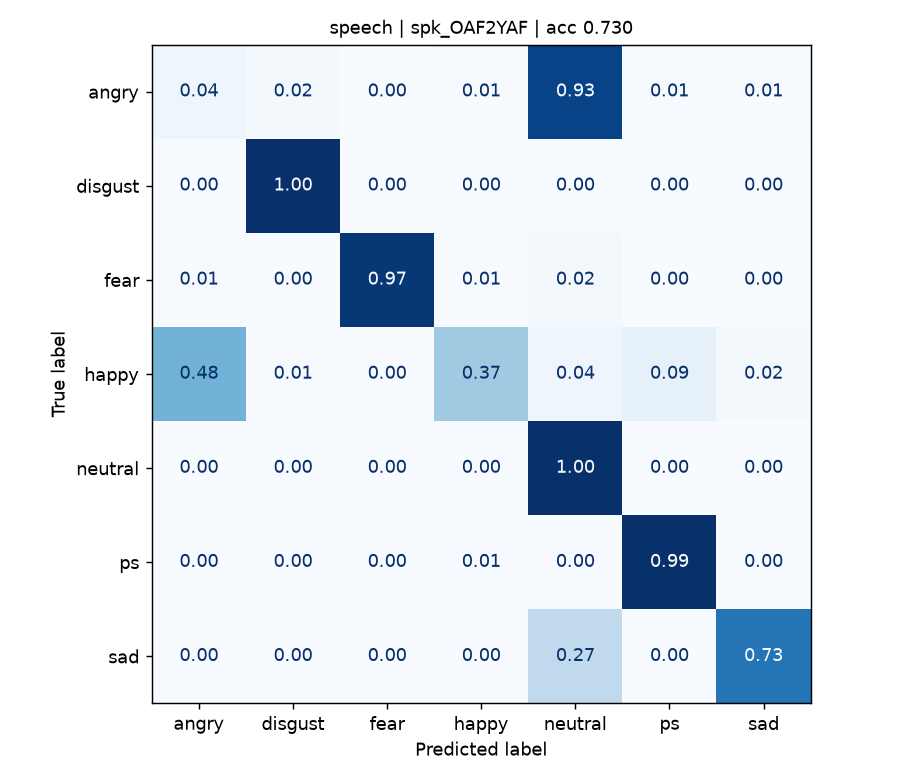 speech | spk_OAF2YAF | acc 0.730
True label
angry 0.04 0.02 0.00 0.01 0.93 0.01 0.01
disgust 0.00 1.00 0.00 0.00 0.00 0.00 0.00
fear 0.01 0.00 0.97 0.01 0.02 0.00 0.00
happy 0.48 0.01 0.00 0.37 0.04 0.09 0.02
neutral 0.00 0.00 0.00 0.00 1.00 0.00 0.00
ps 0.00 0.00 0.00 0.01 0.00 0.99 0.00
sad 0.00 0.00 0.00 0.00 0.27 0.00 0.73
angry disgust fear happy neutral ps sad
Predicted label